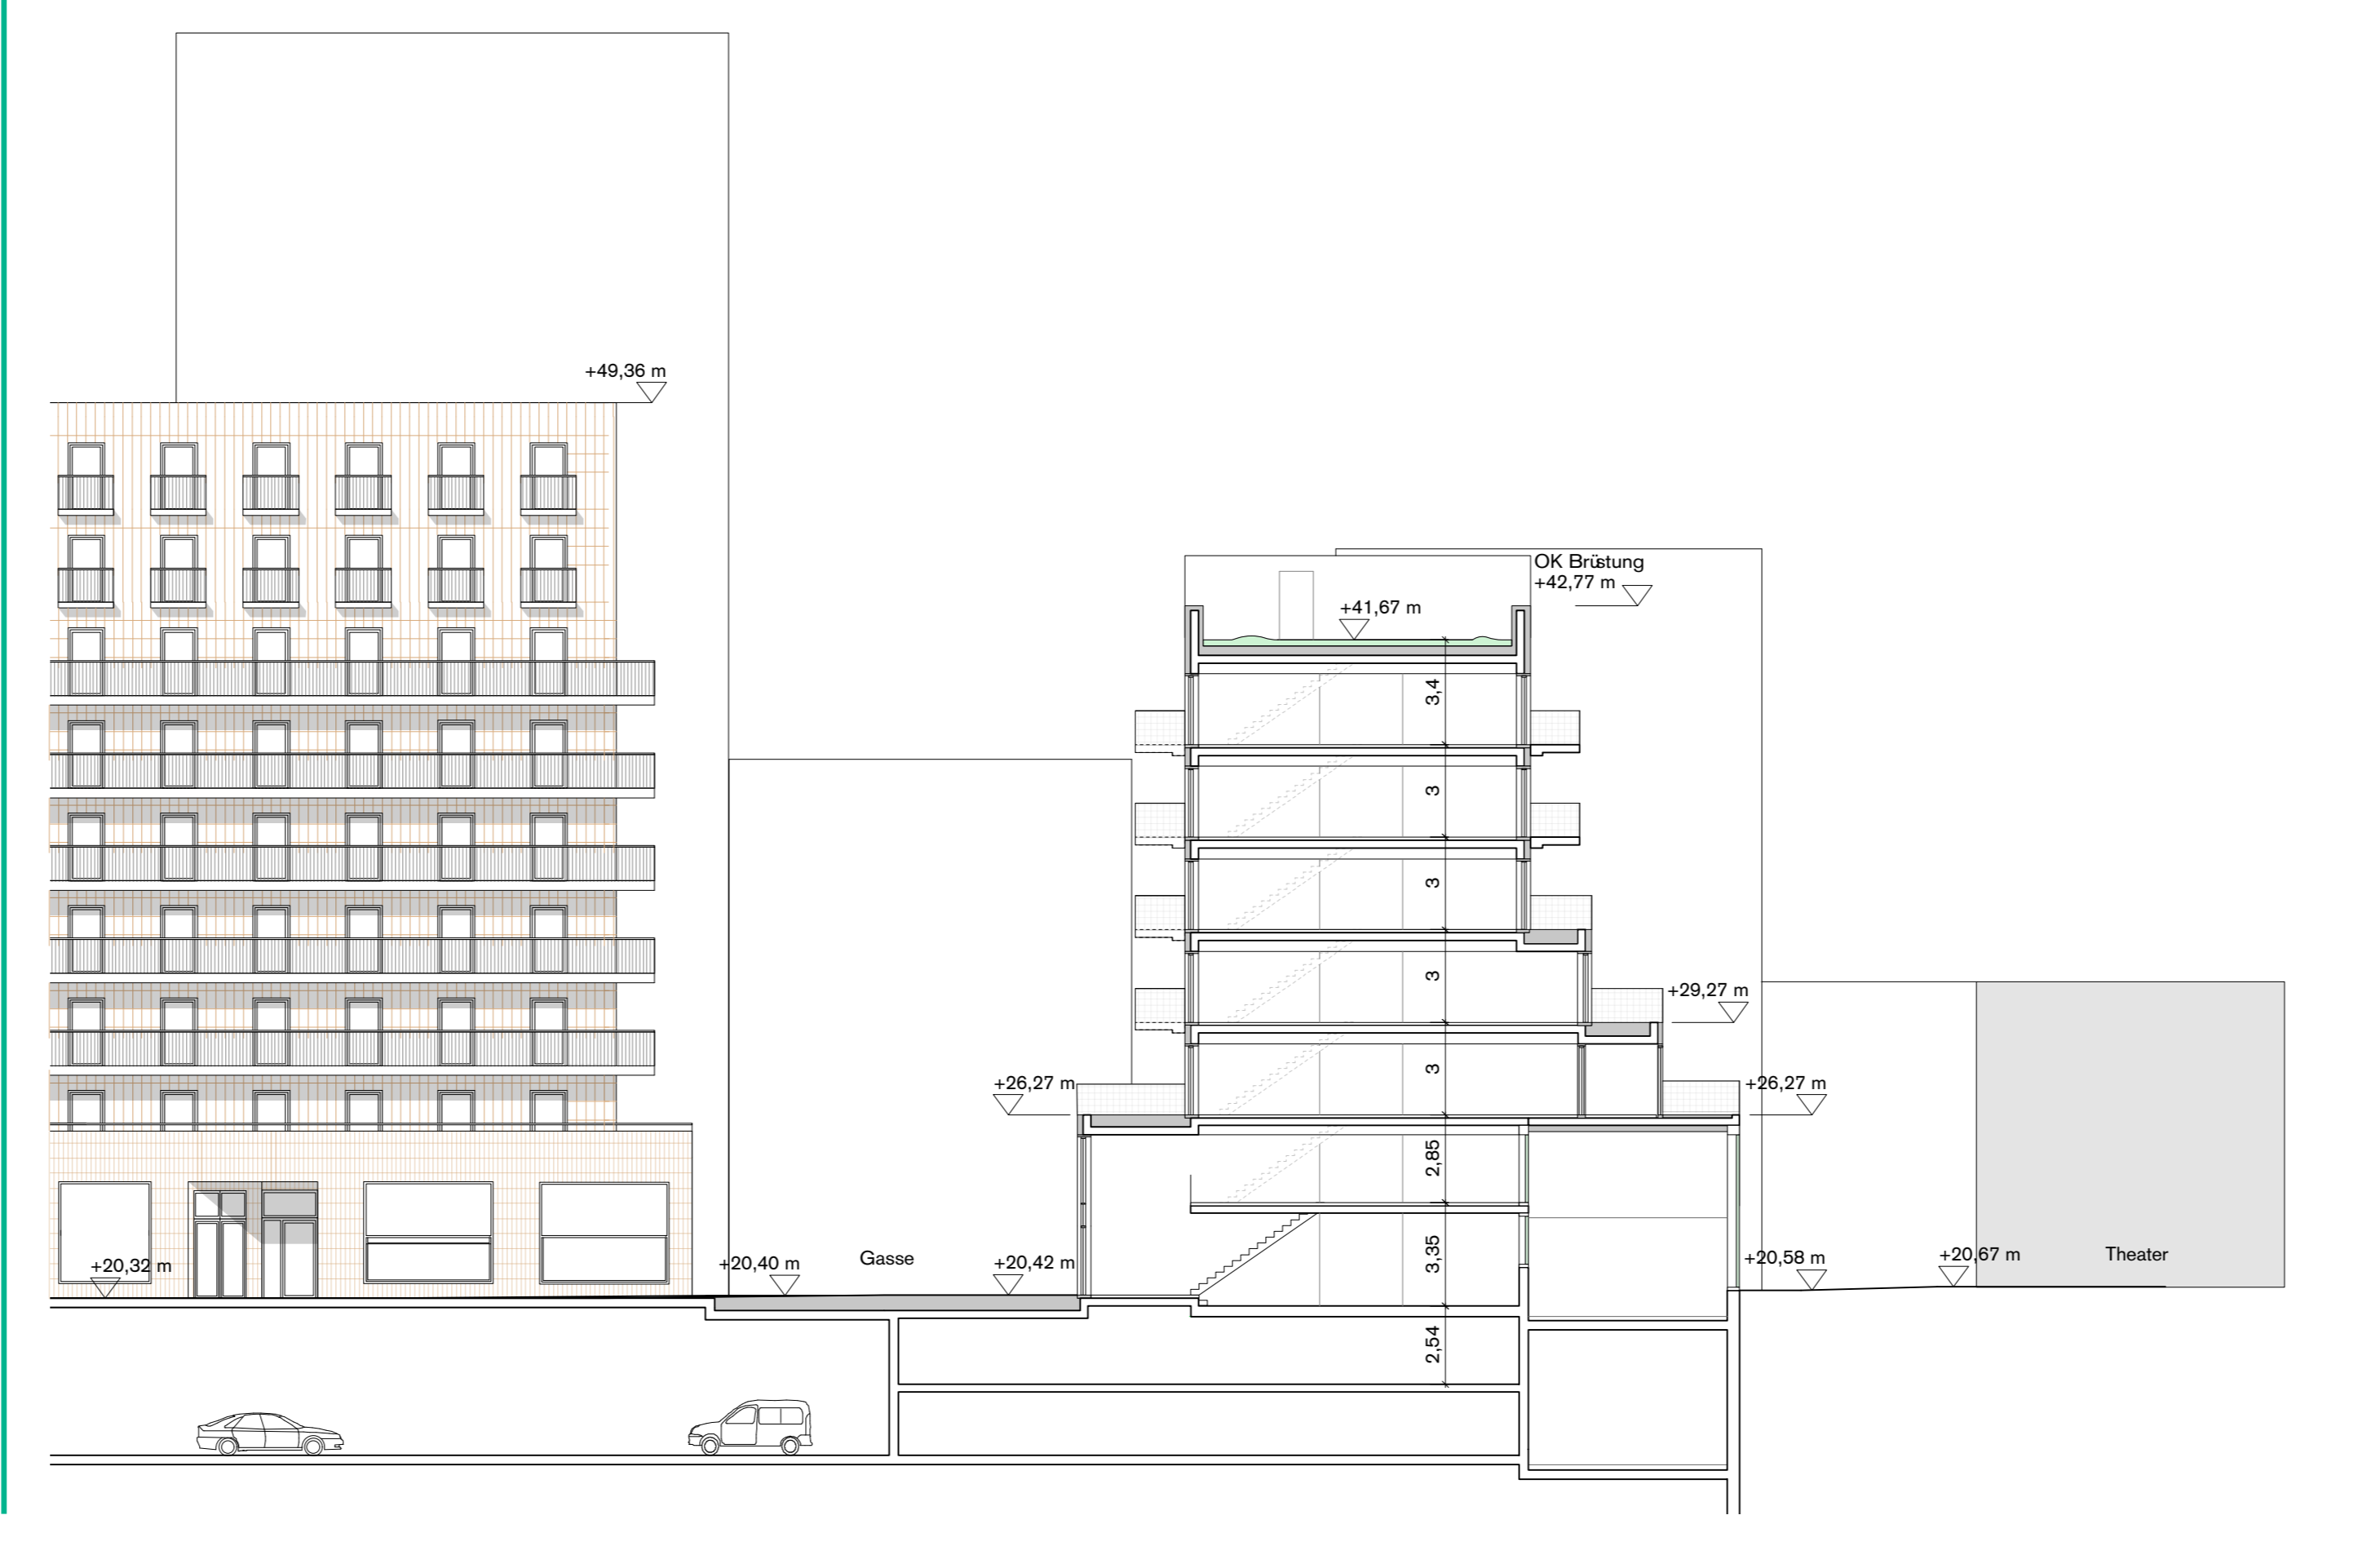 +49,36 m
OK Brüstung
+42,77 m
+41,67 m
3,4
3
3
3
+29,27 m
3
+26,27 m
+26,27 m
2,85
+20,32 m
+20,40 m
Gasse
+20,42 m
3,35
+20,58 m
+20,67 m
Theater
2,54